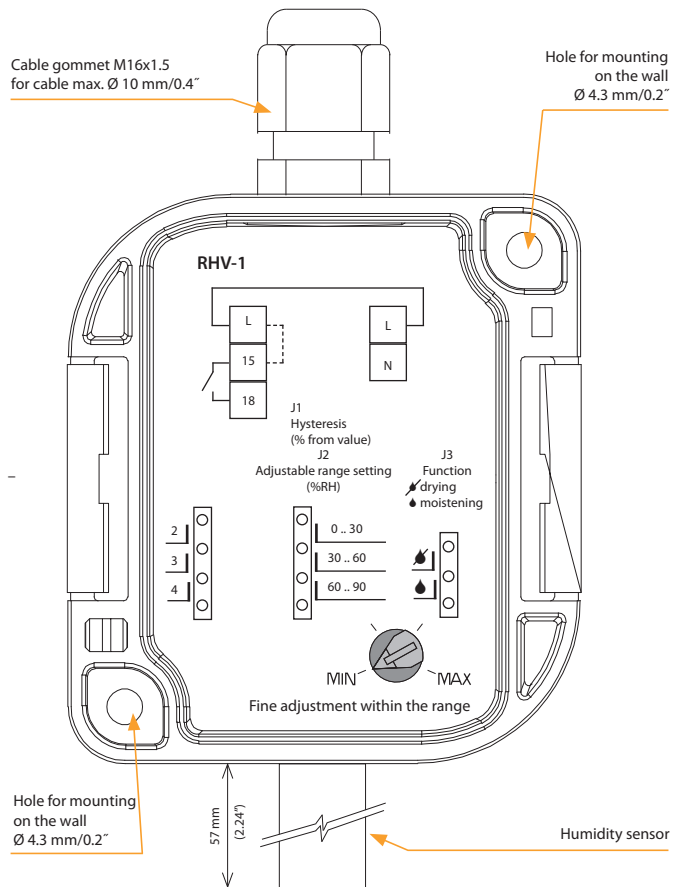 Cable gommet M16x1.5
for cable max. Ø 10 mm/0.4˝
Hole for mounting
on the wall
Ø 4.3 mm/0.2˝
RHV-1
L
15
18
L
N
J1
Hysteresis
(% from value)
J2
Adjustable range setting
(%RH)
J3
Function
drying
moistening
2
3
4
0 .. 30
30 .. 60
60 .. 90
MIN
MAX
Fine adjustment within the range
Hole for mounting
on the wall
Ø 4.3 mm/0.2˝
57 mm
(2.24")
Humidity sensor